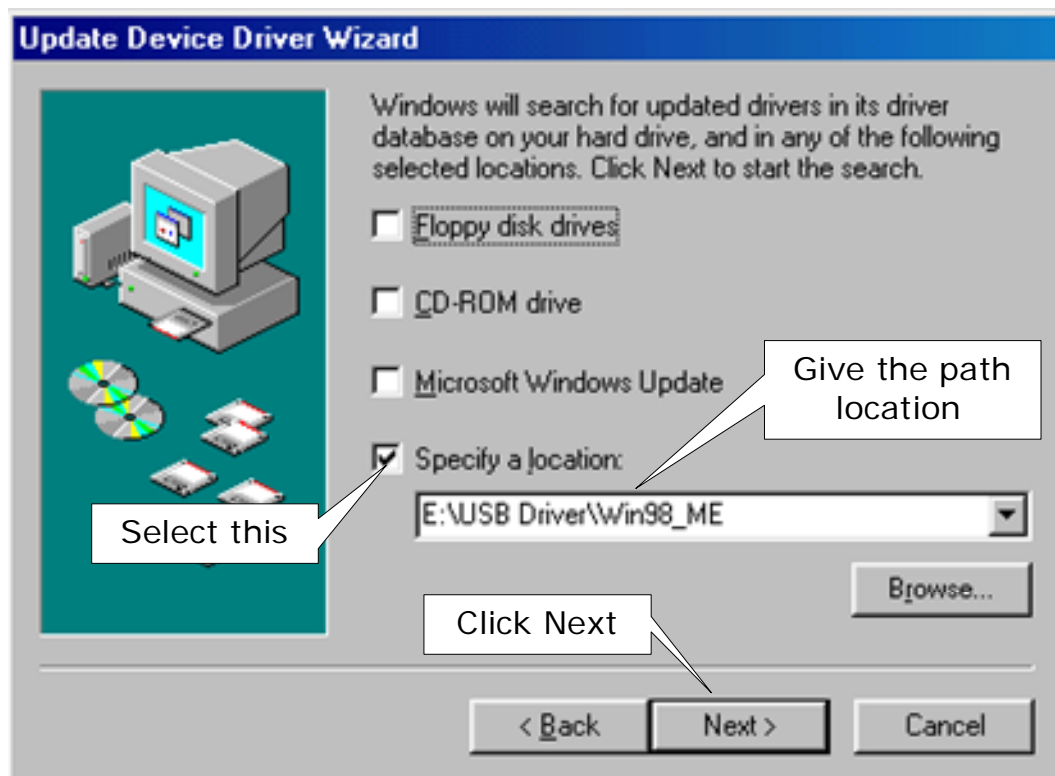 Update Device Driver Wizard
Windows will search for updated drivers in its driver
database on your hard drive, and in any of the following
selected locations. Click Next to start the search.
Floppy disk drives
CD-ROM drive
Microsoft Windows Update
Give the path
location
Specify a location:
Select this
E:\USB Driver\Win98_ME
Browse...
Click Next
< Back
Next >
Cancel